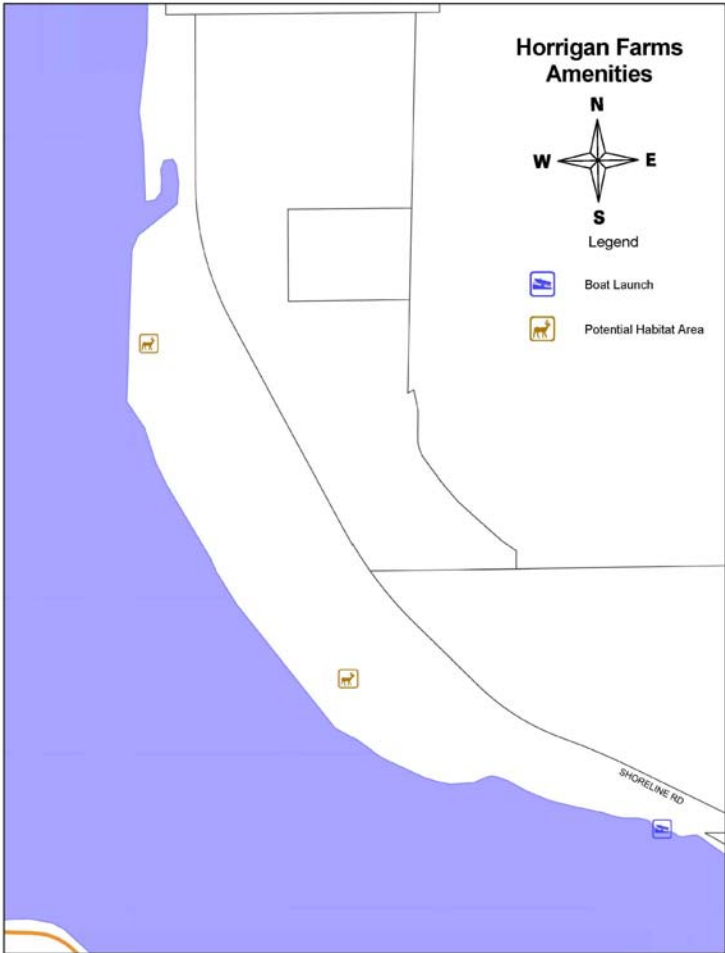 Horrigan Farms
Amenities
N
W E
S
Legend
Boat Launch
Potential Habitat Area
SHORELINE RD